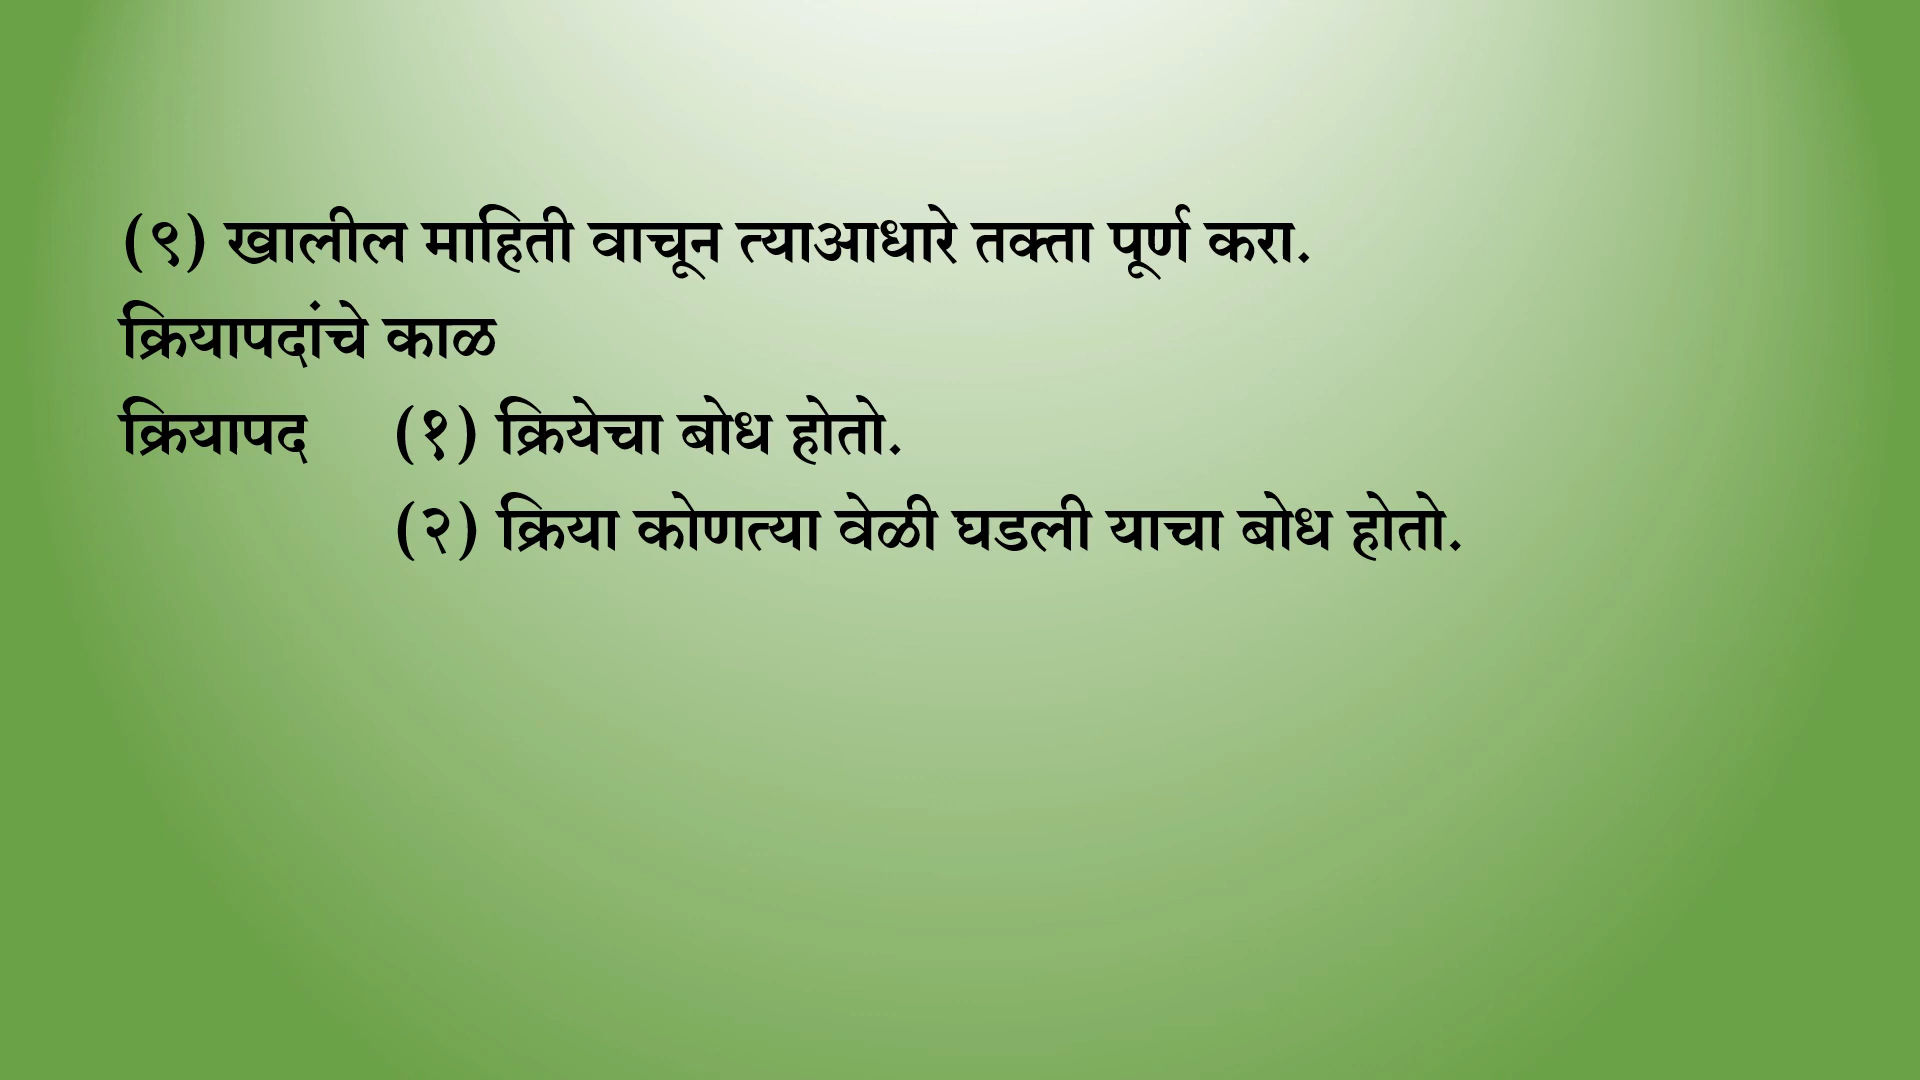 (९) खालील माहिती वाचून त्याआधारे तक्ता पूर्ण करा.
क्रियापदांचे काळ
क्रियापद (१) क्रियेचा बोध होतो.
(२) क्रिया कोणत्या वेळी घडली याचा बोध होतो.